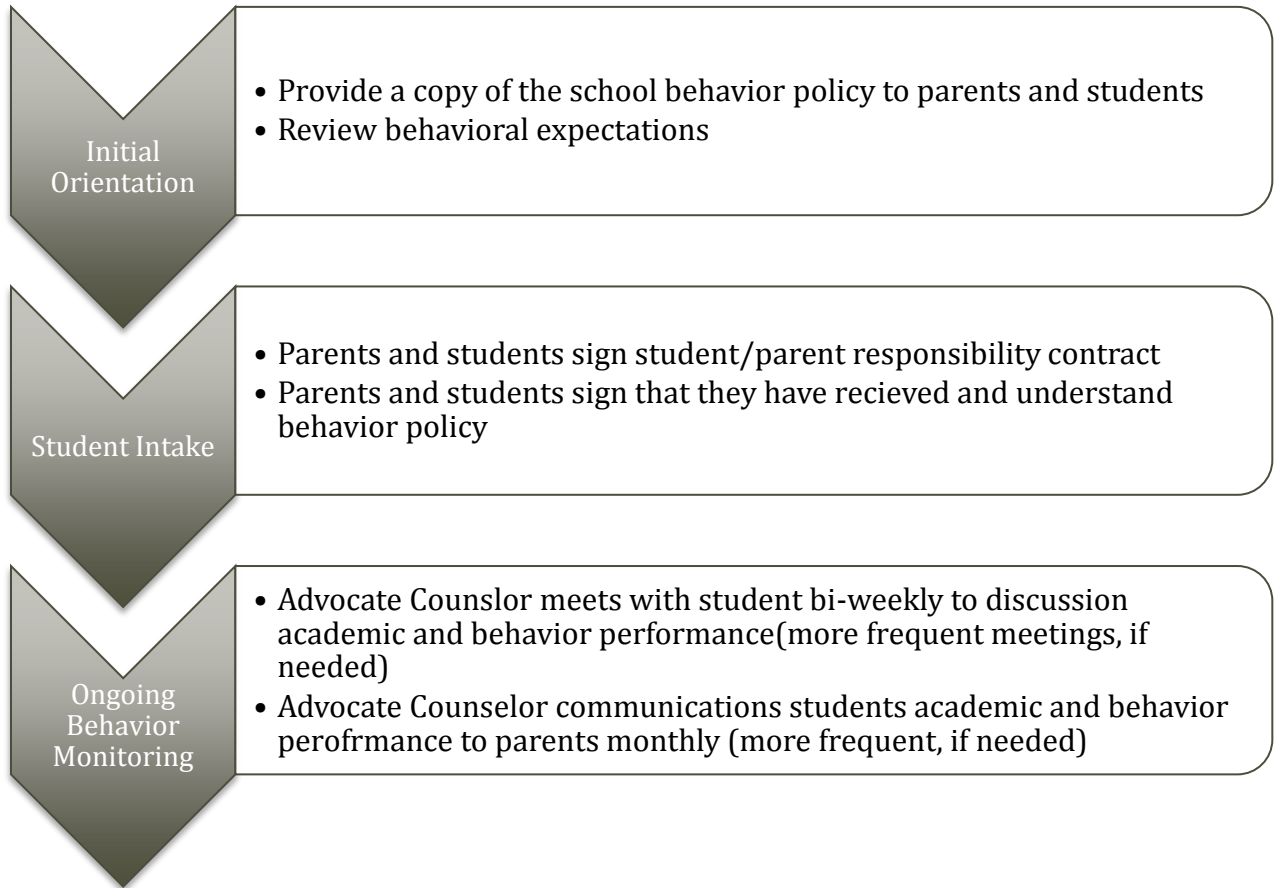 Initial
Orientation
• Provide a copy of the school behavior policy to parents and students
• Review behavioral expectations
Student Intake
• Parents and students sign student/parent responsibility contract
• Parents and students sign that they have recieved and understand
behavior policy
Ongoing
Behavior
Monitoring
• Advocate Counslor meets with student bi-weekly to discussion
academic and behavior performance(more frequent meetings, if
needed)
• Advocate Counselor communications students academic and behavior
perofrmance to parents monthly (more frequent, if needed)